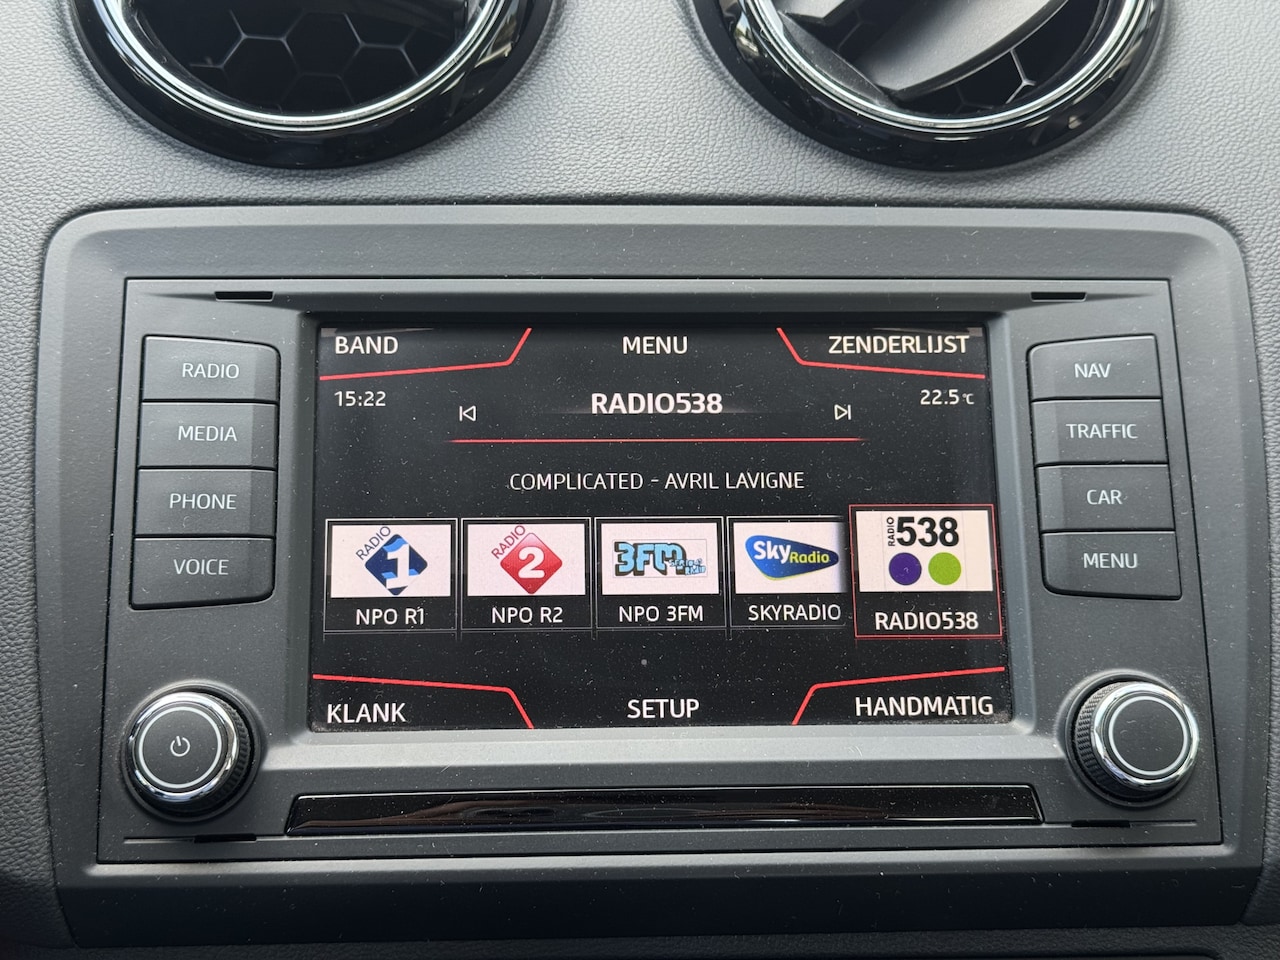 BAND MENU ZENDERLIJST
15:22 RADIO538 22.5°C
COMPLICATED - AVRIL LAVIGNE
RADIO 1
RADIO 2
3FM
Sky Radio
RADIO 538
NPO R1
NPO R2
NPO 3FM
SKYRADIO
RADIO538
KLANK SETUP HANDMATIG
RADIO
MEDIA
PHONE
VOICE
NAV
TRAFFIC
CAR
MENU